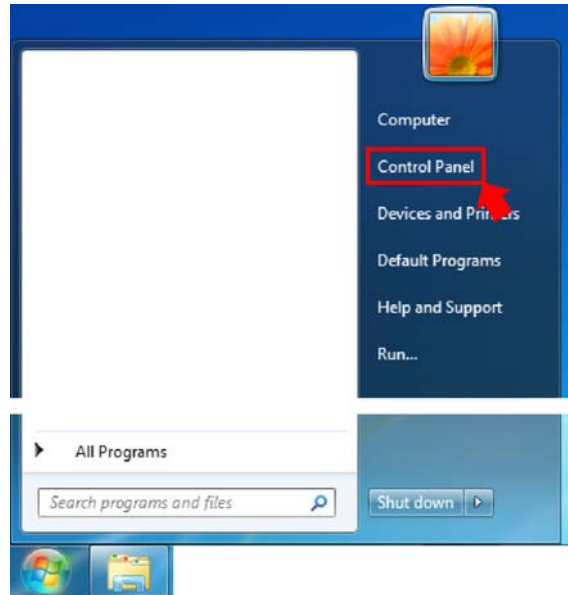 Computer
Control Panel
Devices and Printers
Default Programs
Help and Support
Run...
All Programs
Search programs and files
Shut down